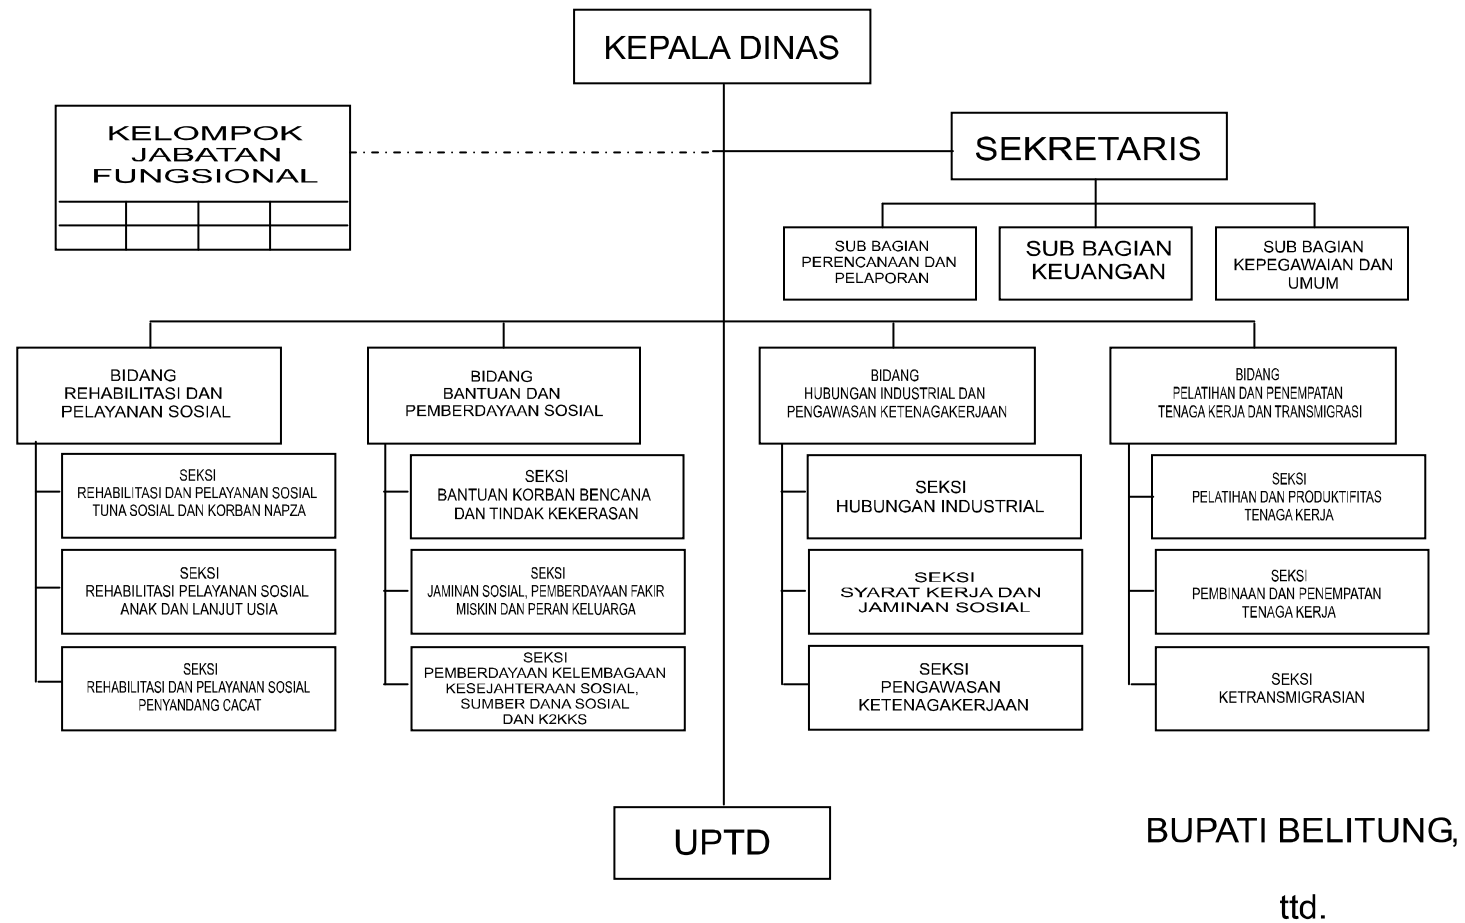 KEPALA DINAS
KELOMPOK
JABATAN
FUNGSIONAL
SEKRETARIS
SUB BAGIAN
PERENCANAAN DAN
PELAPORAN
SUB BAGIAN
KEUANGAN
SUB BAGIAN
KEPEGAWAIAN DAN
UMUM
BIDANG
REHABILITASI DAN
PELAYANAN SOSIAL
BIDANG
BANTUAN DAN
PEMBERDAYAAN SOSIAL
BIDANG
HUBUNGAN INDUSTRIAL DAN
PENGAWASAN KETENAGAKERJAAN
BIDANG
PELATIHAN DAN PENEMPATAN
TENAGA KERJA DAN TRANSMIGRASI
SEKSI
REHABILITASI DAN PELAYANAN SOSIAL
TUNA SOSIAL DAN KORBAN NAPZA
SEKSI
REHABILITASI PELAYANAN SOSIAL
ANAK DAN LANJUT USIA
SEKSI
REHABILITASI DAN PELAYANAN SOSIAL
PENYANDANG CACAT
SEKSI
BANTUAN KORBAN BENCANA
DAN TINDAK KEKERASAN
SEKSI
JAMINAN SOSIAL, PEMBERDAYAAN FAKIR
MISKIN DAN PERAN KELUARGA
SEKSI
PEMBERDAYAAN KELEMBAGAAN
KESEJAHTERAAN SOSIAL,
SUMBER DANA SOSIAL
DAN K2KKS
SEKSI
HUBUNGAN INDUSTRIAL
SEKSI
SYARAT KERJA DAN
JAMINAN SOSIAL
SEKSI
PENGAWASAN
KETENAGAKERJAAN
SEKSI
PELATIHAN DAN PRODUKTIFITAS
TENAGA KERJA
SEKSI
PEMBINAAN DAN PENEMPATAN
TENAGA KERJA
SEKSI
KETRANSMIGRASIAN
UPTD
BUPATI BELITUNG,
ttd.